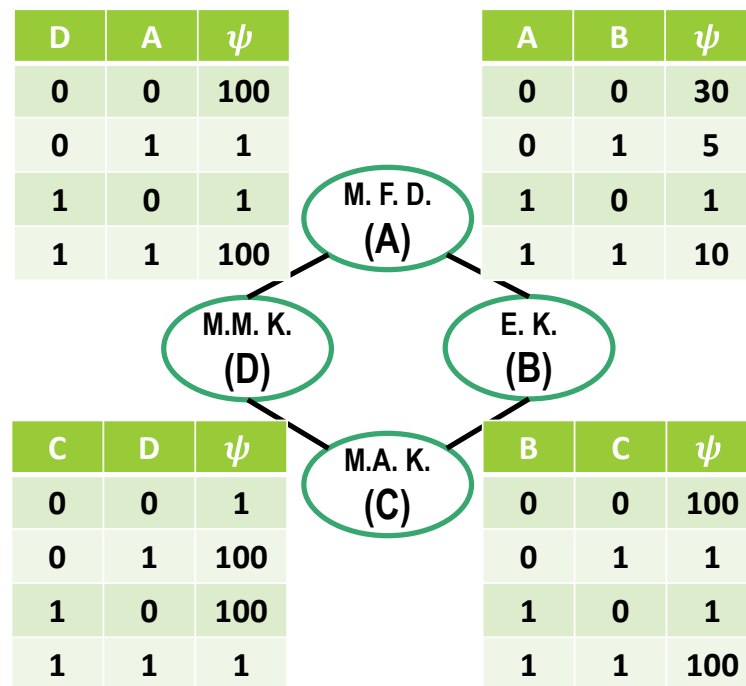 D A ψ
0 0 100
0 1 1
1 0 1
1 1 100
A B ψ
0 0 30
0 1 5
1 0 1
1 1 10
M. F. D.
(A)
M.M. K.
(D)
E. K.
(B)
M.A. K.
(C)
C D ψ
0 0 1
0 1 100
1 0 100
1 1 1
B C ψ
0 0 100
0 1 1
1 0 1
1 1 100